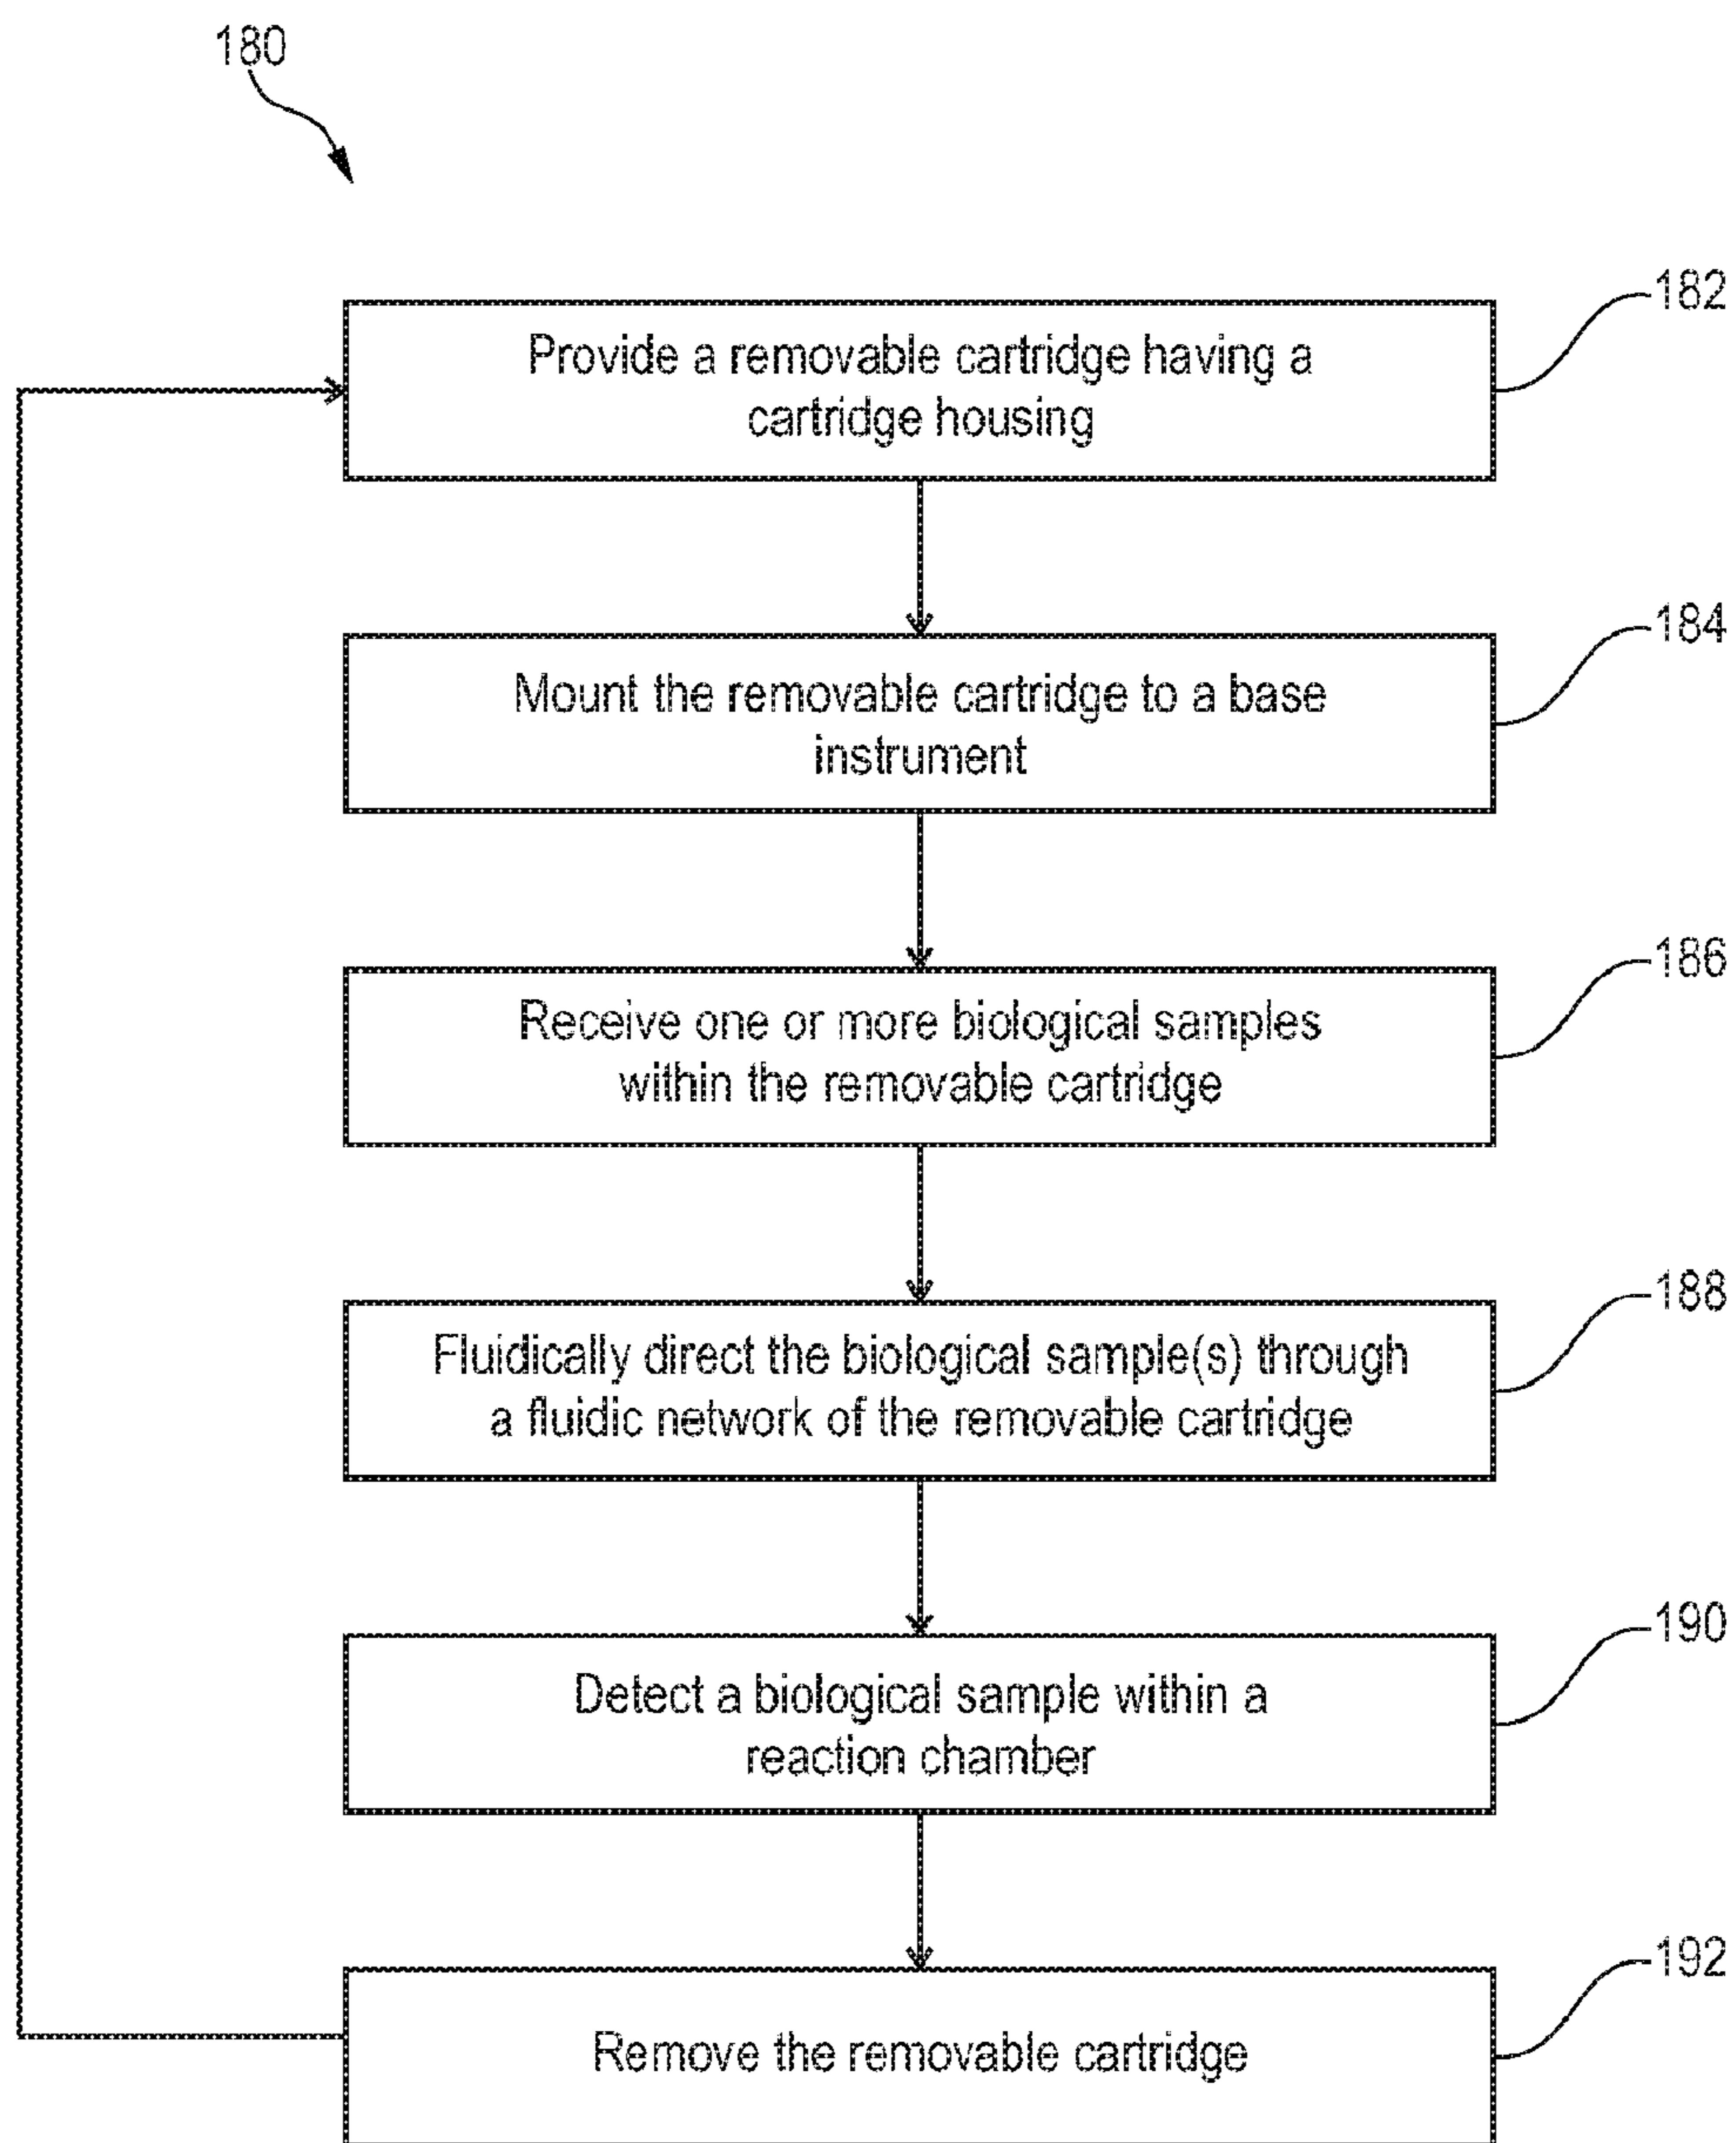 180
182
Provide a removable cartridge having a
cartridge housing
184
Mount the removable cartridge to a base
instrument
186
Receive one or more biological samples
within the removable cartridge
188
Fluidically direct the biological sample(s) through
a fluidic network of the removable cartridge
190
Detect a biological sample within a
reaction chamber
192
Remove the removable cartridge